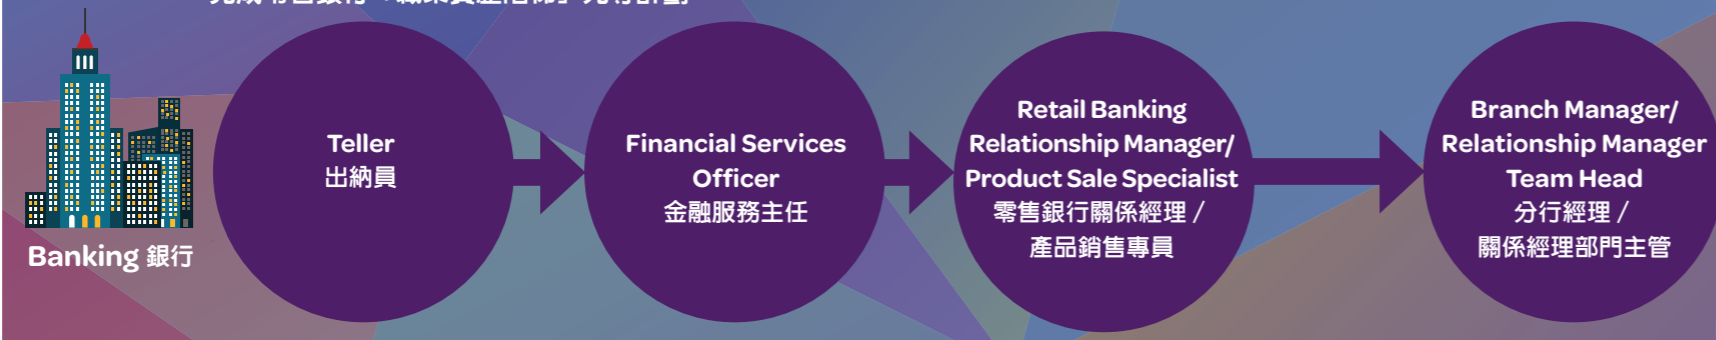 Teller
出納員
Financial Services
Officer
金融服務主任
Retail Banking
Relationship Manager/
Product Sale Specialist
零售銀行關係經理 /
產品銷售專員
Branch Manager/
Relationship Manager
Team Head
分行經理 /
關係經理部門主管
Banking 銀行